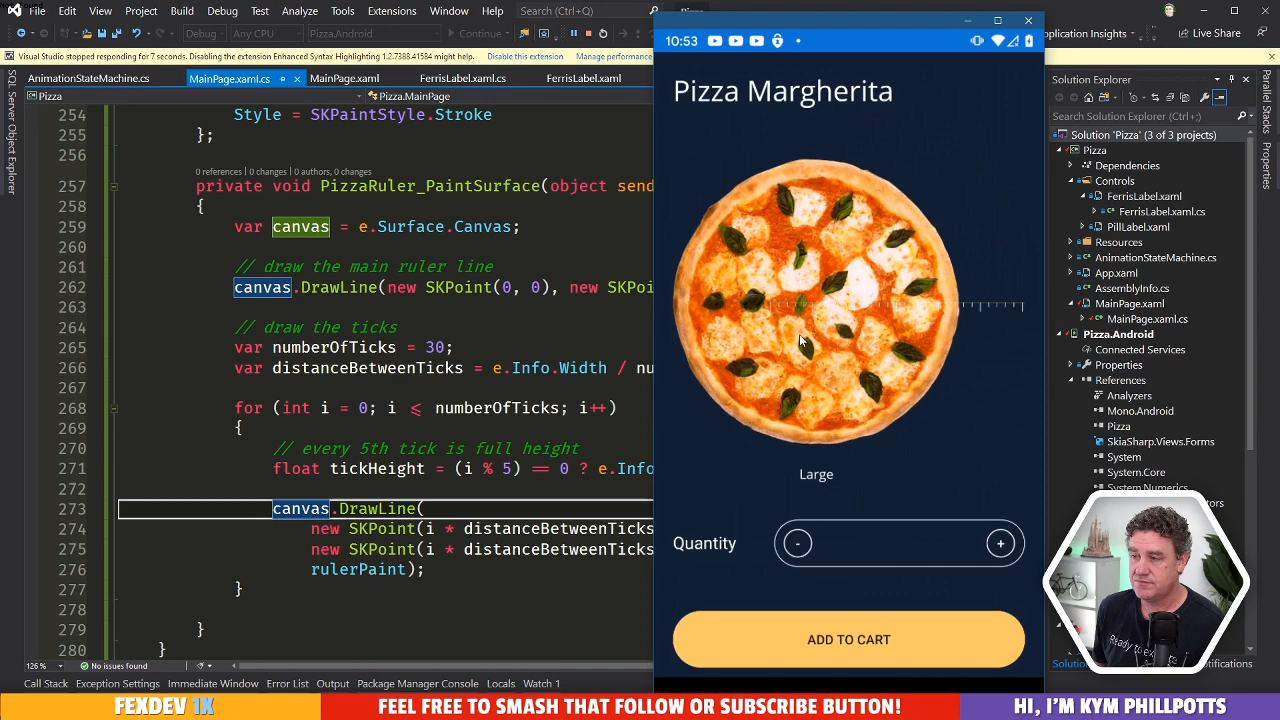 File Edit View Git Project Build Debug Test Analyze Tools Extensions Window Help Search (Ctrl+Q)
Debug Any CPU Pizza.Android Continue
Application Insights Live Share
Visual Studio stopped responding for 7 seconds. Disabling the extension Enhanced Syntax Highlighting 1.2.7388.41584 might help. Disable this extension Manage performance
AnimationStateMachine.cs MainPage.xaml.cs MainPage.xaml FerrisLabel.xaml.cs FerrisLabel.xaml
Pizza Pizza.MainPage
SQL Server Object Explorer
254 Style = SKPaintStyle.Stroke
255 };
256
0 references | 0 changes | 0 authors, 0 changes
257 private void PizzaRuler_PaintSurface(object send
258 {
259 var canvas = e.Surface.Canvas;
260
261 // draw the main ruler line
262 canvas.DrawLine(new SKPoint(0, 0), new SKPoi
263
264 // draw the ticks
265 var numberOfTicks = 30;
266 var distanceBetweenTicks = e.Info.Width / nu
267
268 for (int i = 0; i <= numberOfTicks; i++)
269 {
270 // every 5th tick is full height
271 float tickHeight = (i % 5) == 0 ? e.Info
272
273 canvas.DrawLine(
274 new SKPoint(i * distanceBetweenTicks
275 new SKPoint(i * distanceBetweenTicks
276 rulerPaint);
277 }
278
279 }
280 }
126 % No issues found
Call Stack Exception Settings Immediate Window Error List Output Package Manager Console Locals Watch 1
10:53
Pizza Margherita
Large
Quantity - +
ADD TO CART
Solution Explorer
Search Solution Explorer (Ctrl+;)
Solution 'Pizza' (3 of 3 projects)
Pizza
Dependencies
Controls
FerrisLabel.xaml
FerrisLabel.xaml.cs
PillLabel.xaml
Resources
AnimationStateMachine.cs
App.xaml
AssemblyInfo.cs
MainPage.xaml
MainPage.xaml.cs
Pizza.Android
Connected Services
Properties
References
Analyzers
Mono.Android
Pizza
SkiaSharp.Views.Forms
System
System.Core
System.Numerics
Parallel Stacks
Properties
Ready to
FEXDEV 1X
FEEL FREE TO SMASH THAT FOLLOW OR SUBSCRIBE BUTTON!
HI, I'M KYM PHILLPOTTS